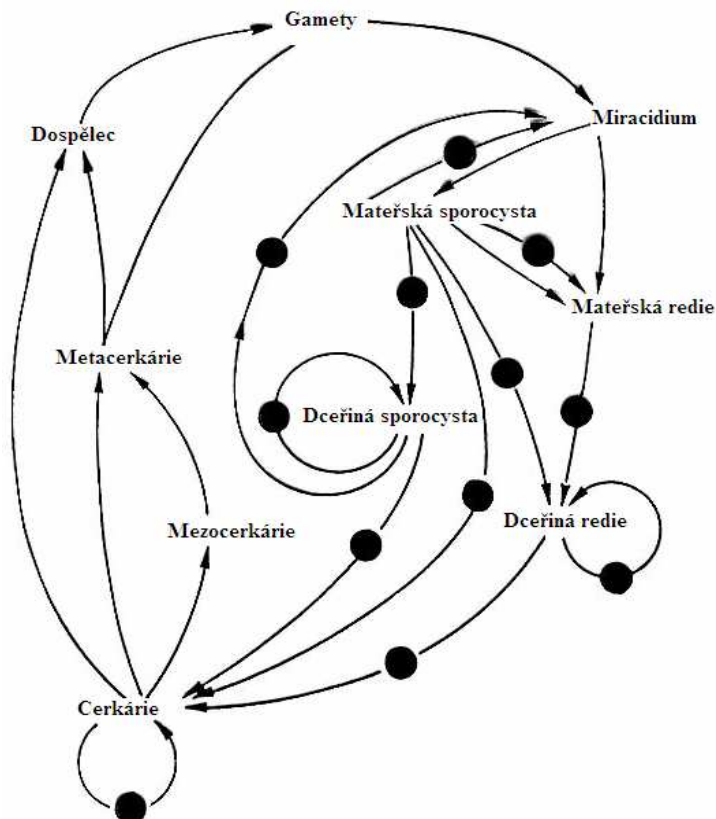 Gamety
Miracidium
Dospělec
Mateřská sporocysta
Mateřská redie
Metacerkárie
Dceřiná sporocysta
Dceřiná redie
Mezocerkárie
Cerkárie